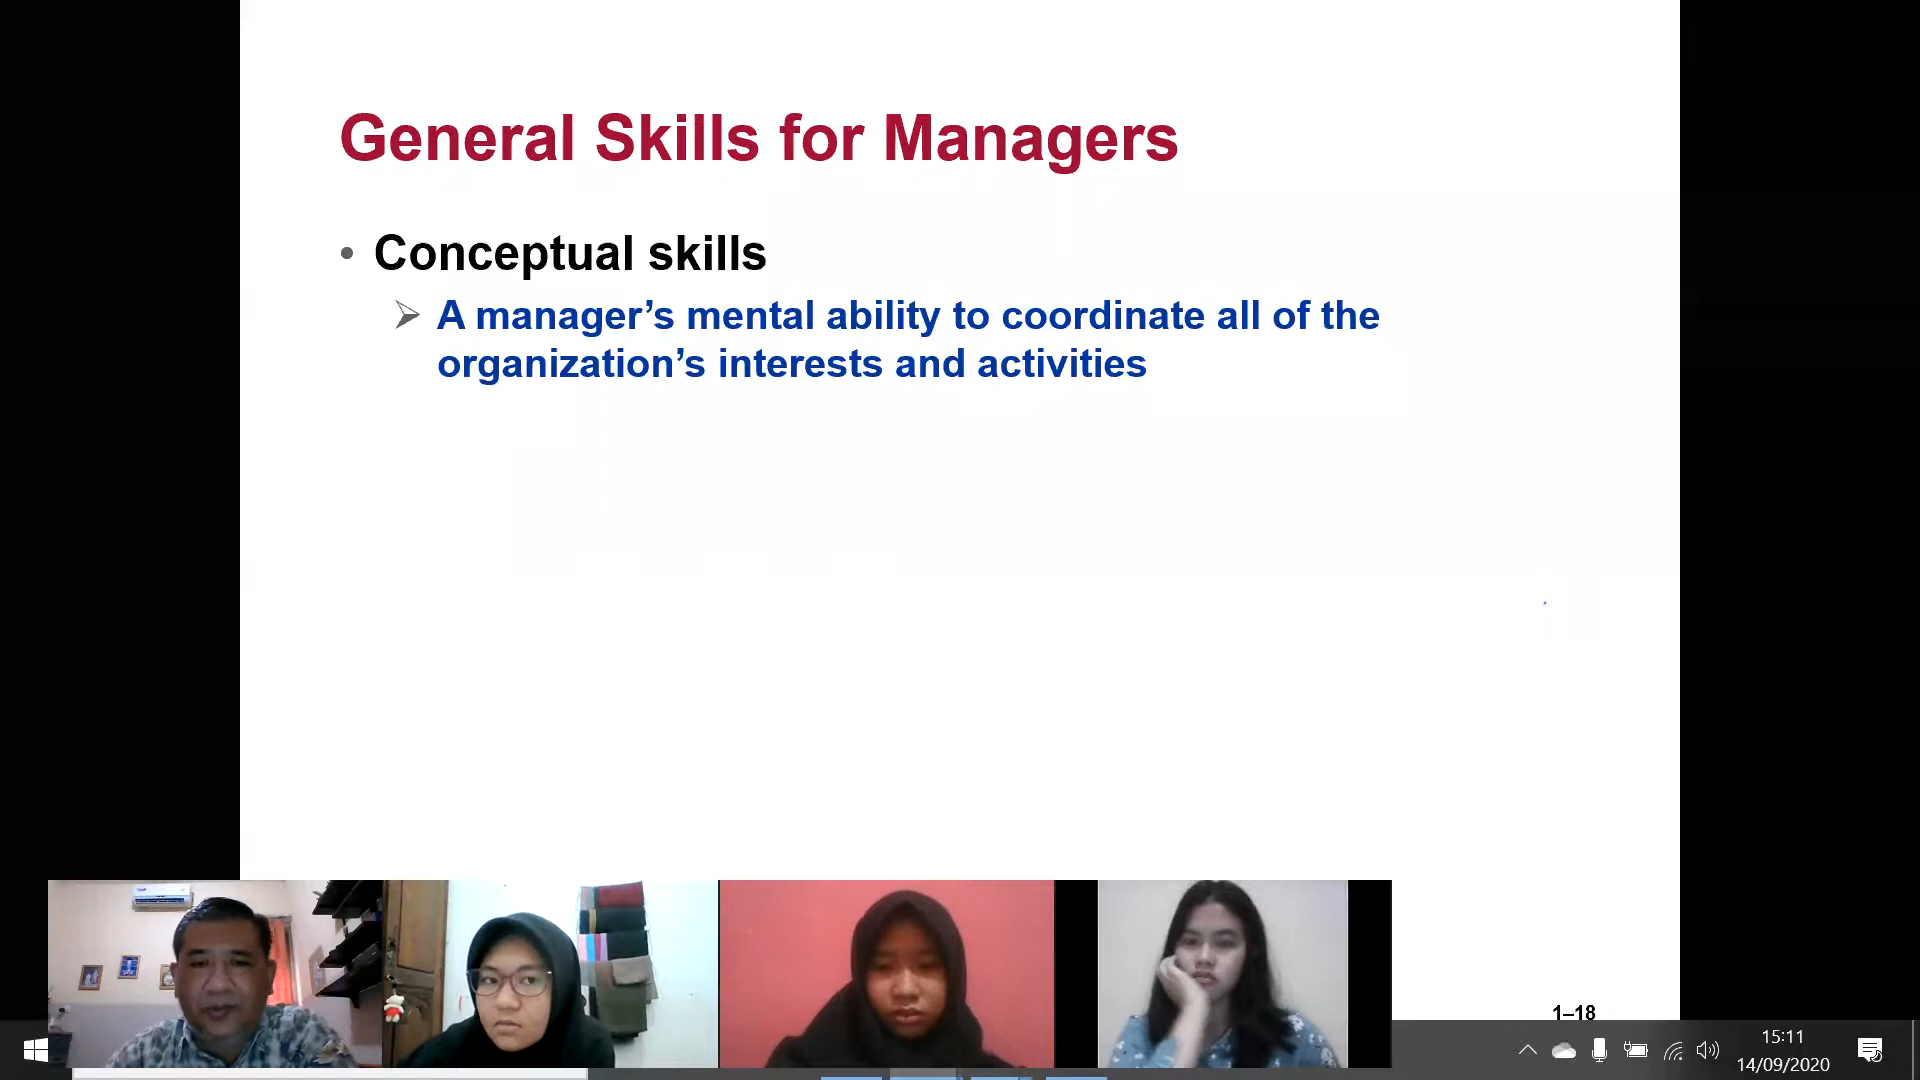 General Skills for Managers
• Conceptual skills
➢ A manager’s mental ability to coordinate all of the
organization’s interests and activities
1–18
15:11
14/09/2020